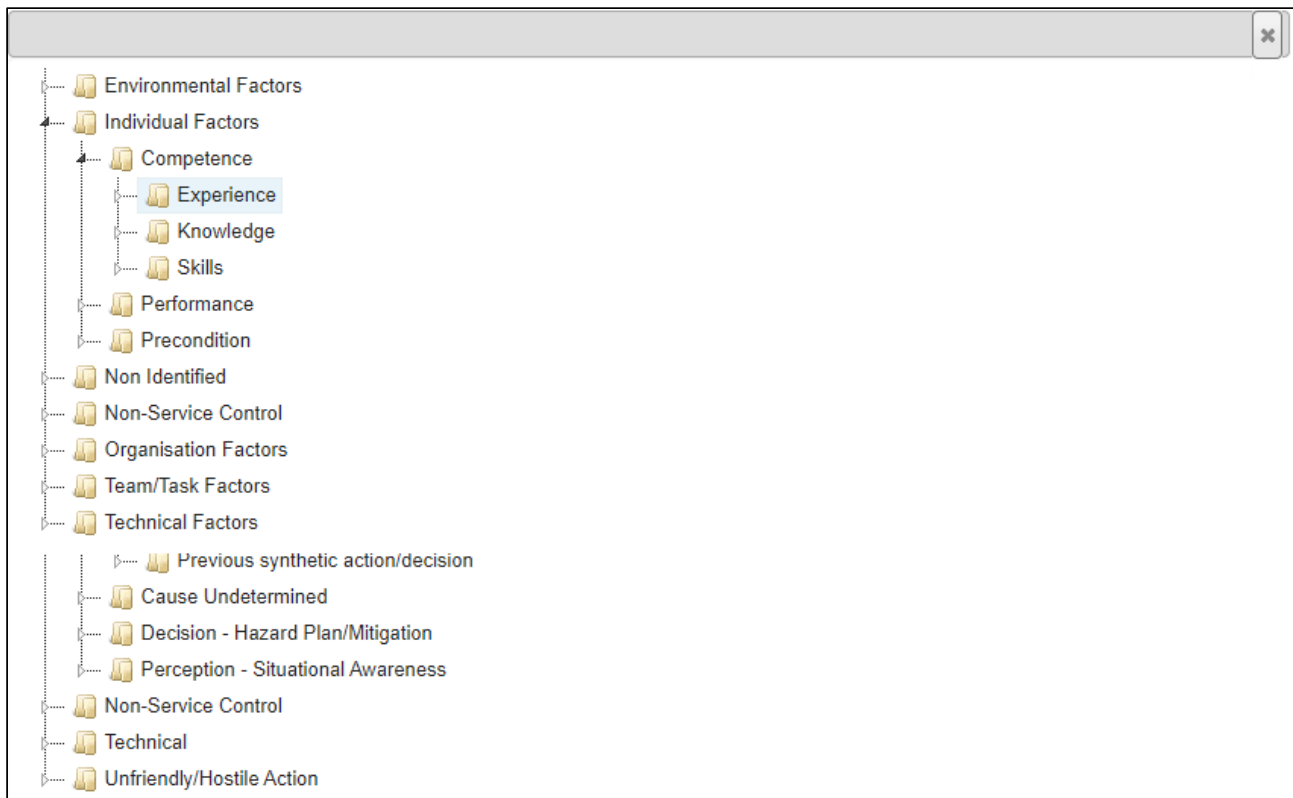 Environmental Factors
Individual Factors
Competence
Experience
Knowledge
Skills
Performance
Precondition
Non Identified
Non-Service Control
Organisation Factors
Team/Task Factors
Technical Factors
Previous synthetic action/decision
Cause Undetermined
Decision - Hazard Plan/Mitigation
Perception - Situational Awareness
Non-Service Control
Technical
Unfriendly/Hostile Action